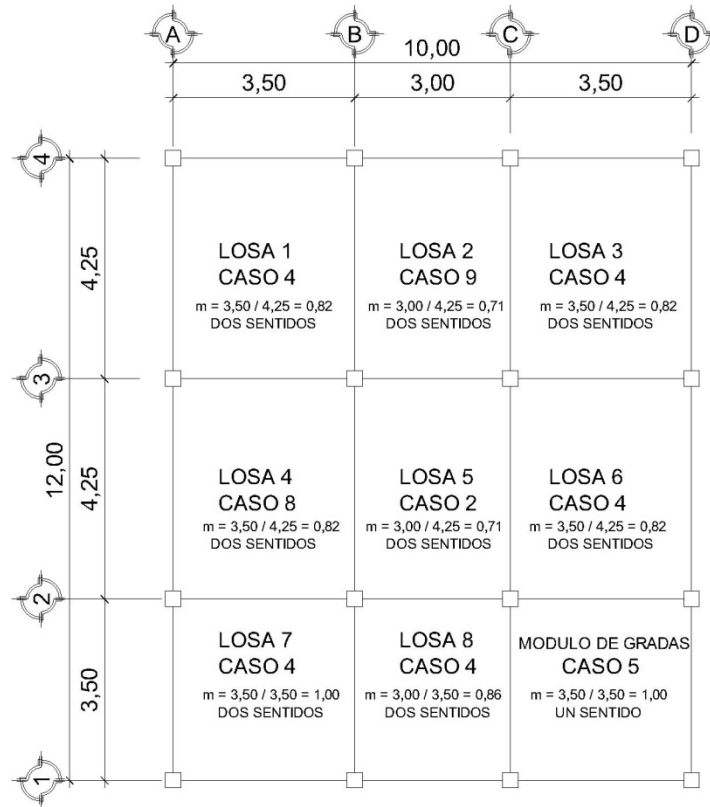 A B C D
10,00
3,50 3,00 3,50
4
4,25
LOSA 1
CASO 4
m = 3,50 / 4,25 = 0,82
DOS SENTIDOS
LOSA 2
CASO 9
m = 3,00 / 4,25 = 0,71
DOS SENTIDOS
LOSA 3
CASO 4
m = 3,50 / 4,25 = 0,82
DOS SENTIDOS
3
12,00
4,25
LOSA 4
CASO 8
m = 3,50 / 4,25 = 0,82
DOS SENTIDOS
LOSA 5
CASO 2
m = 3,00 / 4,25 = 0,71
DOS SENTIDOS
LOSA 6
CASO 4
m = 3,50 / 4,25 = 0,82
DOS SENTIDOS
2
3,50
LOSA 7
CASO 4
m = 3,50 / 3,50 = 1,00
DOS SENTIDOS
LOSA 8
CASO 4
m = 3,00 / 3,50 = 0,86
DOS SENTIDOS
MODULO DE GRADAS
CASO 5
m = 3,50 / 3,50 = 1,00
UN SENTIDO
1